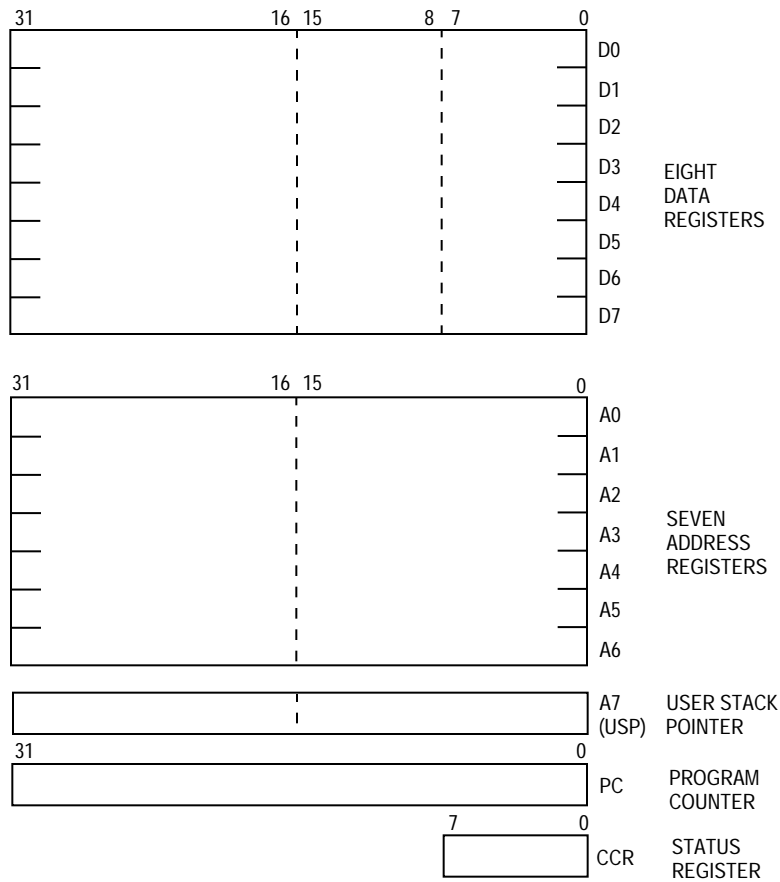 31 16 15 8 7 0
D0
D1
D2
D3
D4
D5
D6
D7
EIGHT
DATA
REGISTERS
31 16 15 0
A0
A1
A2
A3
A4
A5
A6
SEVEN
ADDRESS
REGISTERS
A7
(USP)
USER STACK
POINTER
31 0
PC
PROGRAM
COUNTER
7 0
CCR
STATUS
REGISTER